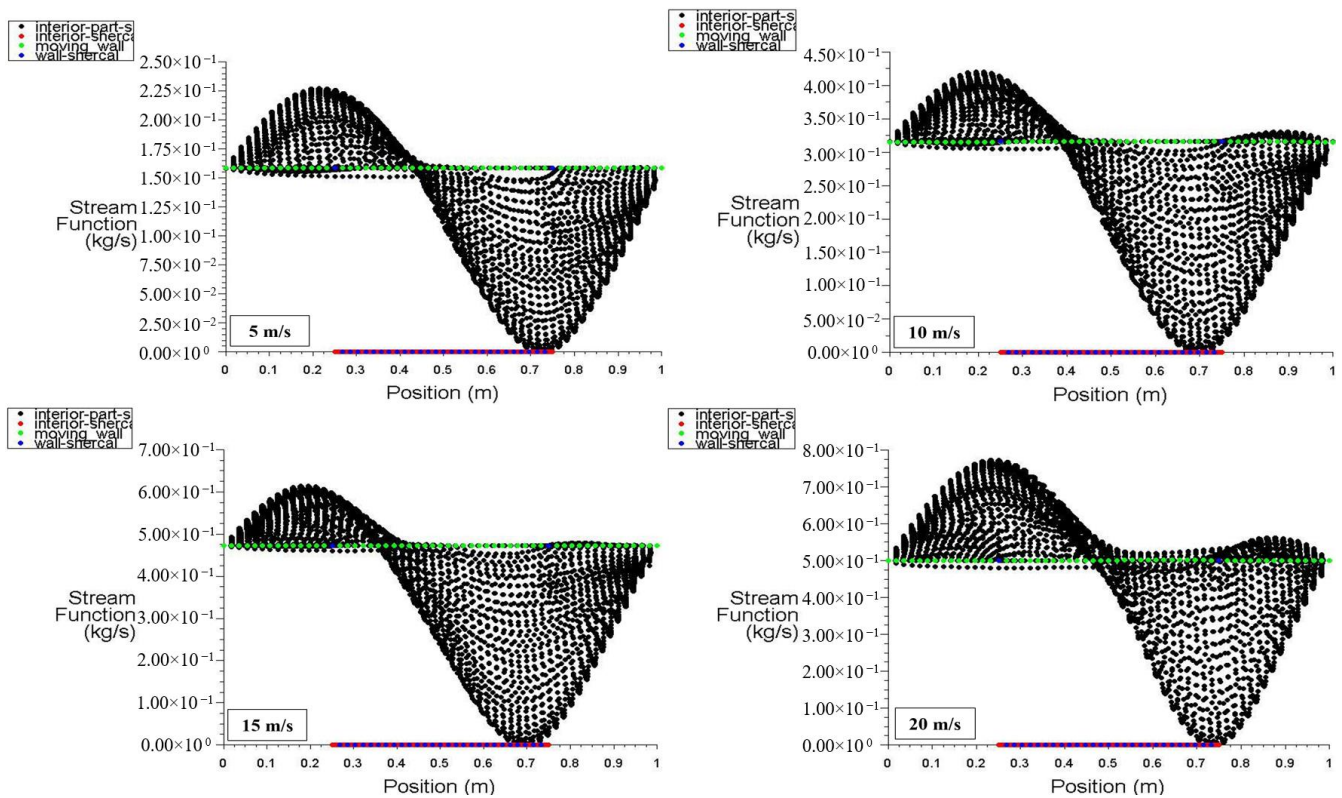 interior-part-s
interior-sherca
moving_wall
wall-shercal
2.50×10⁻¹
2.25×10⁻¹
2.00×10⁻¹
1.75×10⁻¹
1.50×10⁻¹
1.25×10⁻¹
1.00×10⁻¹
7.50×10⁻²
5.00×10⁻²
2.50×10⁻²
0.00×10⁰
Stream
Function
(kg/s)
5 m/s
0 0.1 0.2 0.3 0.4 0.5 0.6 0.7 0.8 0.9 1
Position (m)
interior-part-s
interior-sherca
moving_wall
wall-shercal
4.50×10⁻¹
4.00×10⁻¹
3.50×10⁻¹
3.00×10⁻¹
2.50×10⁻¹
2.00×10⁻¹
1.50×10⁻¹
1.00×10⁻¹
5.00×10⁻²
0.00×10⁰
Stream
Function
(kg/s)
10 m/s
0 0.1 0.2 0.3 0.4 0.5 0.6 0.7 0.8 0.9 1
Position (m)
interior-part-s
interior-sherca
moving_wall
wall-shercal
7.00×10⁻¹
6.00×10⁻¹
5.00×10⁻¹
4.00×10⁻¹
3.00×10⁻¹
2.00×10⁻¹
1.00×10⁻¹
0.00×10⁰
Stream
Function
(kg/s)
15 m/s
0 0.1 0.2 0.3 0.4 0.5 0.6 0.7 0.8 0.9 1
Position (m)
interior-part-s
interior-sherca
moving_wall
wall-shercal
8.00×10⁻¹
7.00×10⁻¹
6.00×10⁻¹
5.00×10⁻¹
4.00×10⁻¹
3.00×10⁻¹
2.00×10⁻¹
1.00×10⁻¹
0.00×10⁰
Stream
Function
(kg/s)
20 m/s
0 0.1 0.2 0.3 0.4 0.5 0.6 0.7 0.8 0.9 1
Position (m)